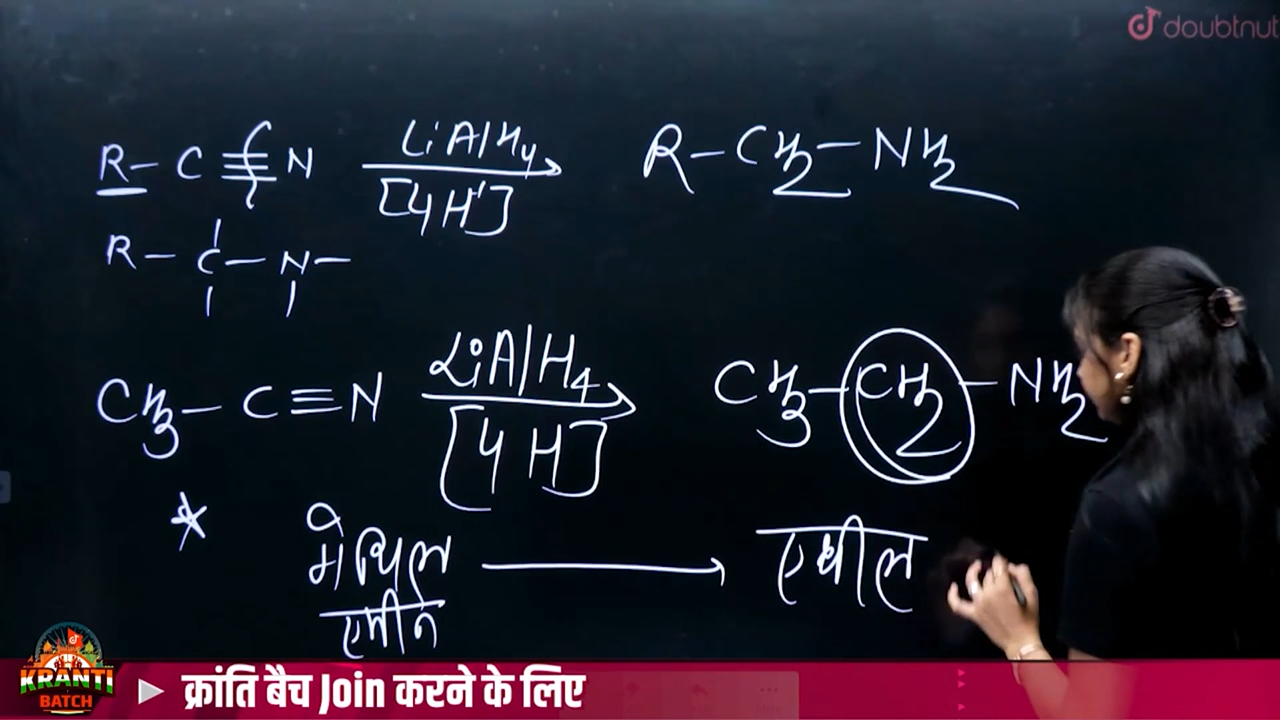 doubtnut
R-C≡N LiAlH4 [4H] R-CH2-NH2
R-C-N-
CH3-C≡N LiAlH4 [4H] CH3-CH2-NH2
मेथिल ⟶ एथील
एमीन
KRANTI
BATCH
क्रांति बैच Join करने के लिए